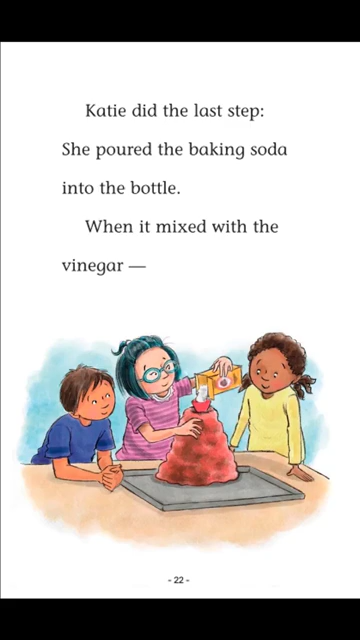 Katie did the last step:
She poured the baking soda
into the bottle.
When it mixed with the
vinegar —
- 22 -